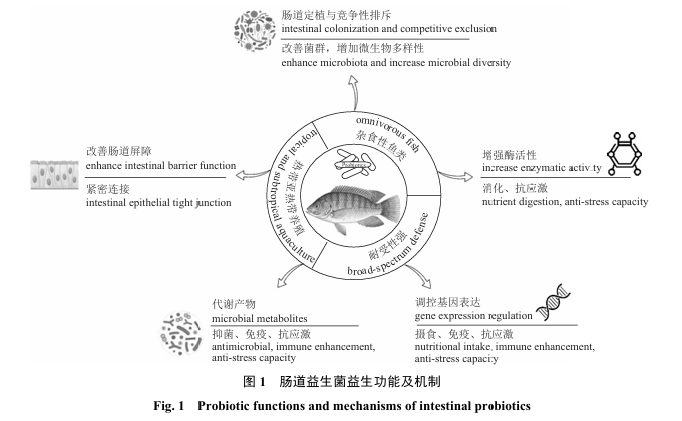 肠道定植与竞争性排斥
intestinal colonization and competitive exclusion
改善菌群，增加微生物多样性
enhance microbiota and increase microbial diversity
改善肠道屏障
enhance intestinal barrier function
紧密连接
intestinal epithelial tight junction
omnivorous fish
杂食性鱼类
Probiotics
topical and subtropical aquaculture
热带亚热带养殖
耐受性强
broad-spectrum defense
增强酶活性
increase enzymatic activity
消化、抗应激
nutrient digestion, anti-stress capacity
代谢产物
microbial metabolites
抑菌、免疫、抗应激
antimicrobial, immune enhancement,
anti-stress capacity
调控基因表达
gene expression regulation
摄食、免疫、抗应激
nutritional intake, immune enhancement,
anti-stress capacity
图 1 肠道益生菌益生功能及机制
Fig. 1 Probiotic functions and mechanisms of intestinal probiotics